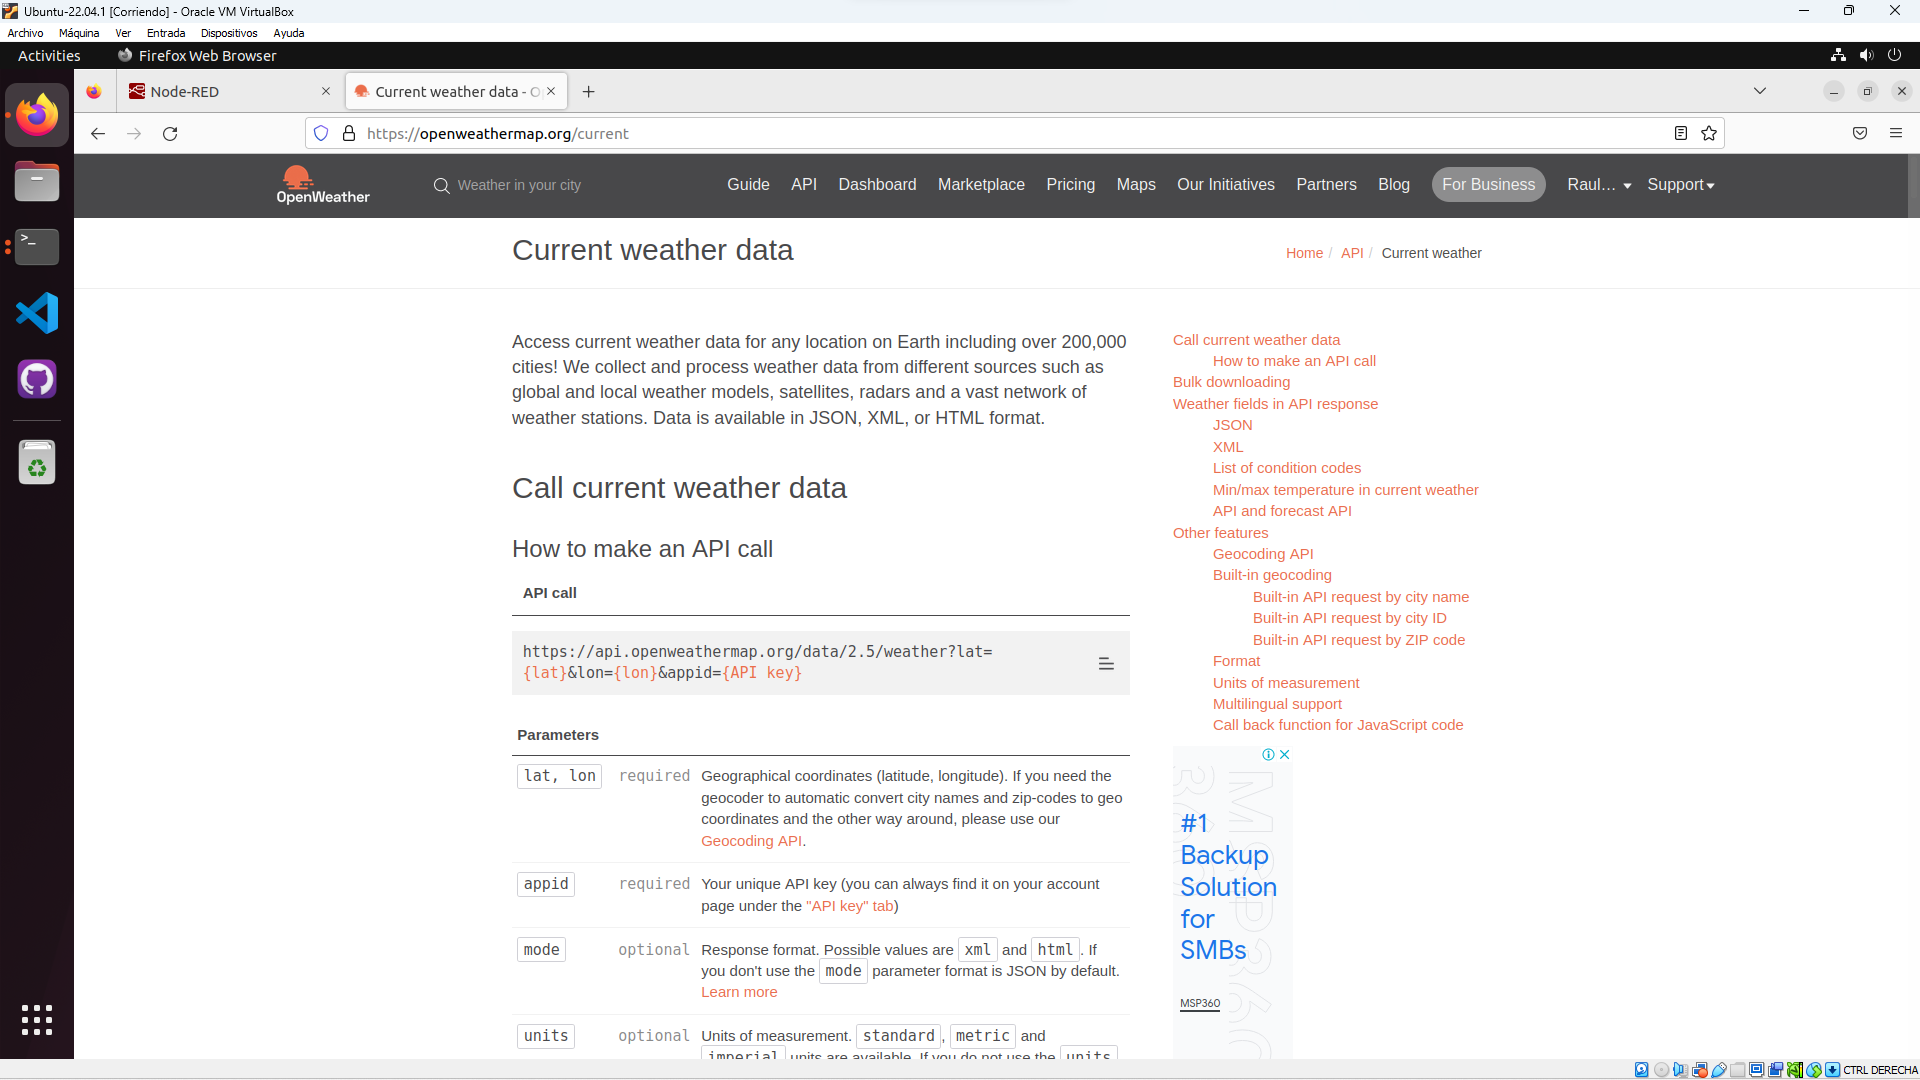 Ubuntu-22.04.1 [Corriendo] - Oracle VM VirtualBox
Archivo Máquina Ver Entrada Dispositivos Ayuda
Activities Firefox Web Browser
Node-RED
Current weather data - O
https://openweathermap.org/current
OpenWeather
Weather in your city
Guide API Dashboard Marketplace Pricing Maps Our Initiatives Partners Blog For Business Raul... Support
Current weather data
Home / API / Current weather
Access current weather data for any location on Earth including over 200,000
cities! We collect and process weather data from different sources such as
global and local weather models, satellites, radars and a vast network of
weather stations. Data is available in JSON, XML, or HTML format.
Call current weather data
How to make an API call
API call
https://api.openweathermap.org/data/2.5/weather?lat=
{lat}&lon={lon}&appid={API key}
Parameters
lat, lon required Geographical coordinates (latitude, longitude). If you need the
geocoder to automatic convert city names and zip-codes to geo
coordinates and the other way around, please use our
Geocoding API.
appid required Your unique API key (you can always find it on your account
page under the "API key" tab)
mode optional Response format. Possible values are xml and html. If
you don't use the mode parameter format is JSON by default.
Learn more
units optional Units of measurement. standard, metric and
imperial units are available. If you do not use the units
Call current weather data
How to make an API call
Bulk downloading
Weather fields in API response
JSON
XML
List of condition codes
Min/max temperature in current weather
API and forecast API
Other features
Geocoding API
Built-in geocoding
Built-in API request by city name
Built-in API request by city ID
Built-in API request by ZIP code
Format
Units of measurement
Multilingual support
Call back function for JavaScript code
MSP360
#1
Backup
Solution
for
SMBs
MSP360
CTRL DERECHA